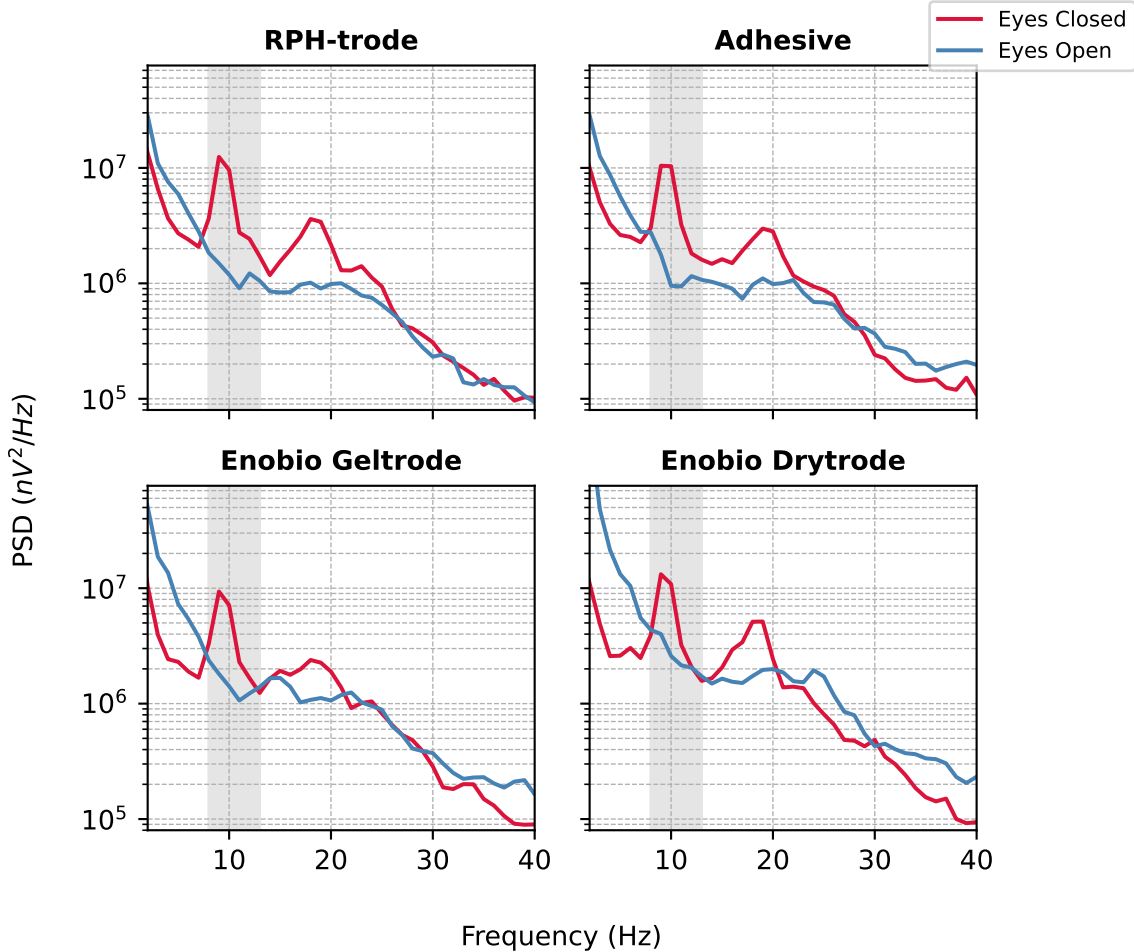 Eyes Closed
Eyes Open
RPH-trode
Adhesive
10^7
10^6
10^5
Enobio Geltrode
Enobio Drytrode
PSD (nV^2/Hz)
10^7
10^6
10^5
10 20 30 40
10 20 30 40
Frequency (Hz)